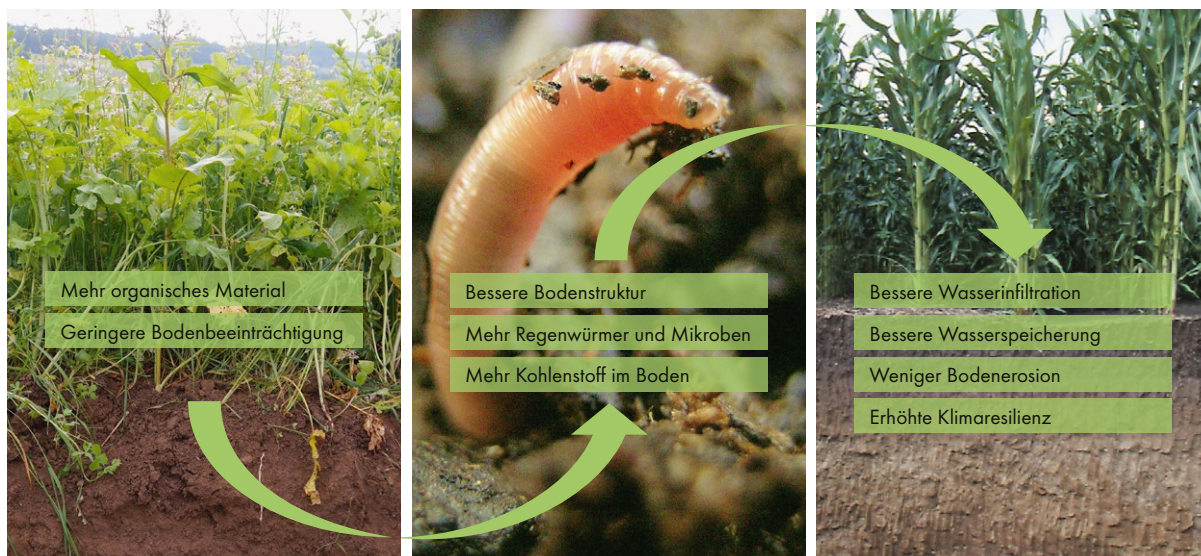 Mehr organisches Material
Geringere Bodenbeeinträchtigung
Bessere Bodenstruktur
Mehr Regenwürmer und Mikroben
Mehr Kohlenstoff im Boden
Bessere Wasserinfiltration
Bessere Wasserspeicherung
Weniger Bodenerosion
Erhöhte Klimaresilienz